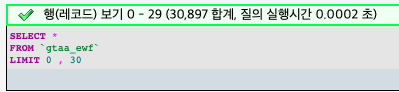 행(레코드) 보기 0 - 29 (30,897 합계, 질의 실행시간 0.0002 초)
SELECT *
FROM `gtaa_ewf`
LIMIT 0 , 30